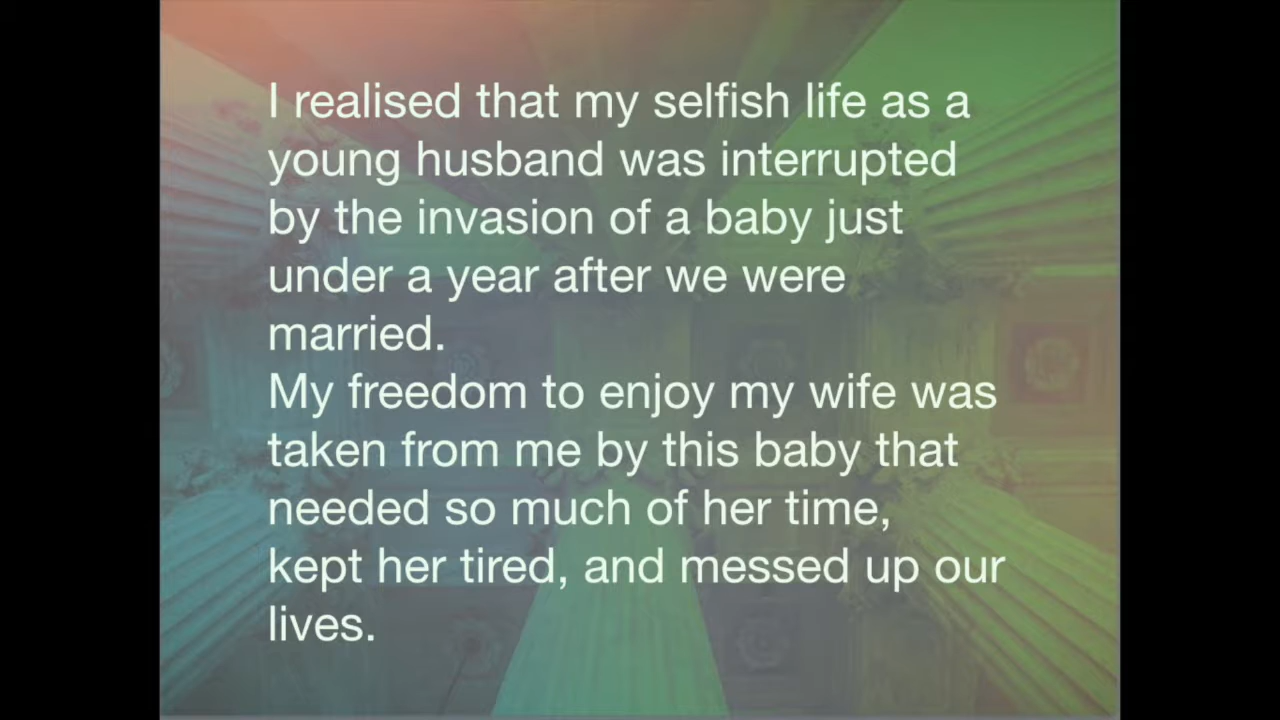 I realised that my selfish life as a
young husband was interrupted
by the invasion of a baby just
under a year after we were
married.
My freedom to enjoy my wife was
taken from me by this baby that
needed so much of her time,
kept her tired, and messed up our
lives.